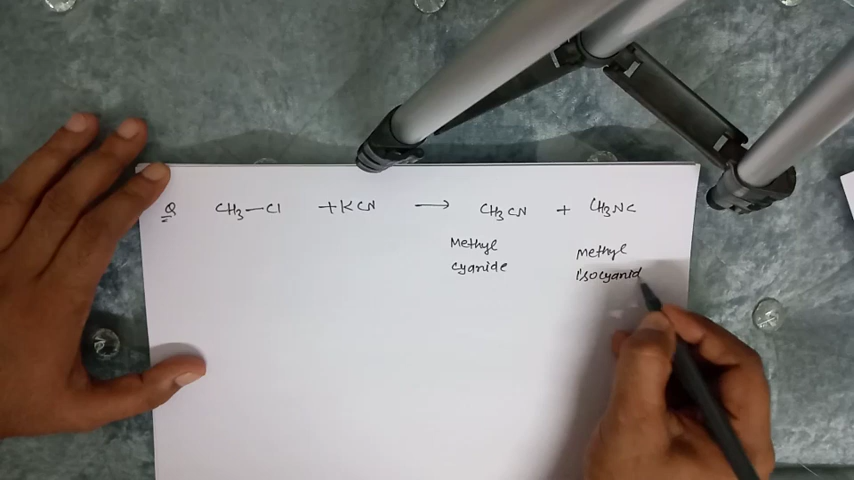 Q CH3—Cl + KCN → CH3CN + CH3NC
Methyl Methyl
cyanide isocyanid